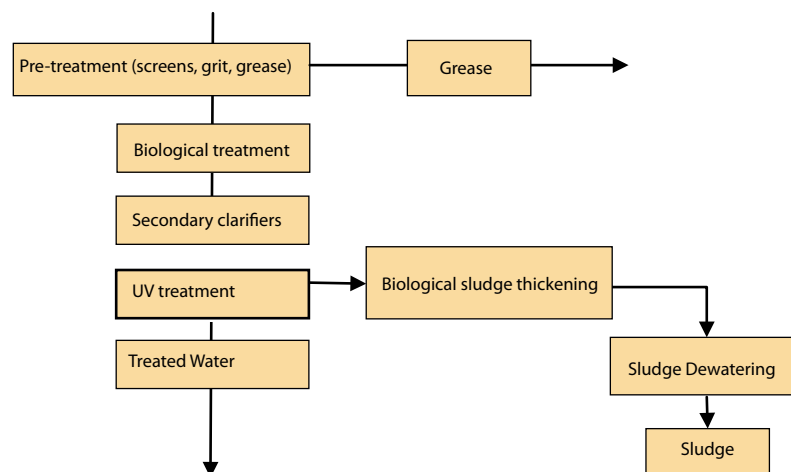 Pre-treatment (screens, grit, grease)
Grease
Biological treatment
Secondary clarifiers
UV treatment
Biological sludge thickening
Treated Water
Sludge Dewatering
Sludge